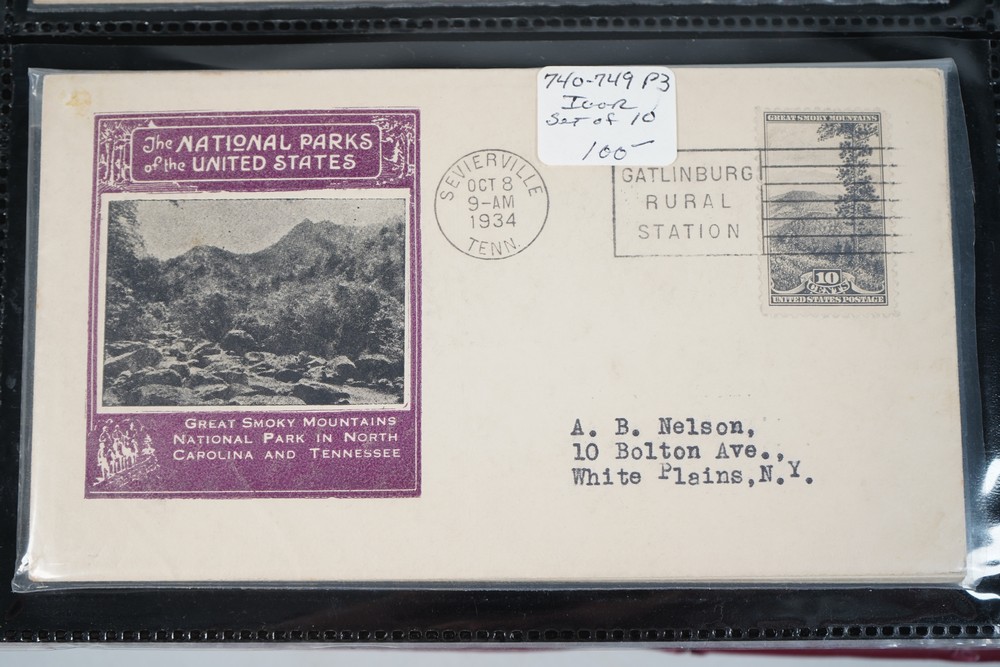 740-749 P3
Ioor
Set of 10
100-
The NATIONAL PARKS
of the UNITED STATES
SEVIERVILLE
OCT 8
9-AM
1934
TENN.
GATLINBURG
RURAL
STATION
GREAT SMOKY MOUNTAINS
10
CENTS
UNITED STATES POSTAGE
GREAT SMOKY MOUNTAINS
NATIONAL PARK IN NORTH
CAROLINA AND TENNESSEE
A. B. Nelson,
10 Bolton Ave.,
White Plains,N.Y.